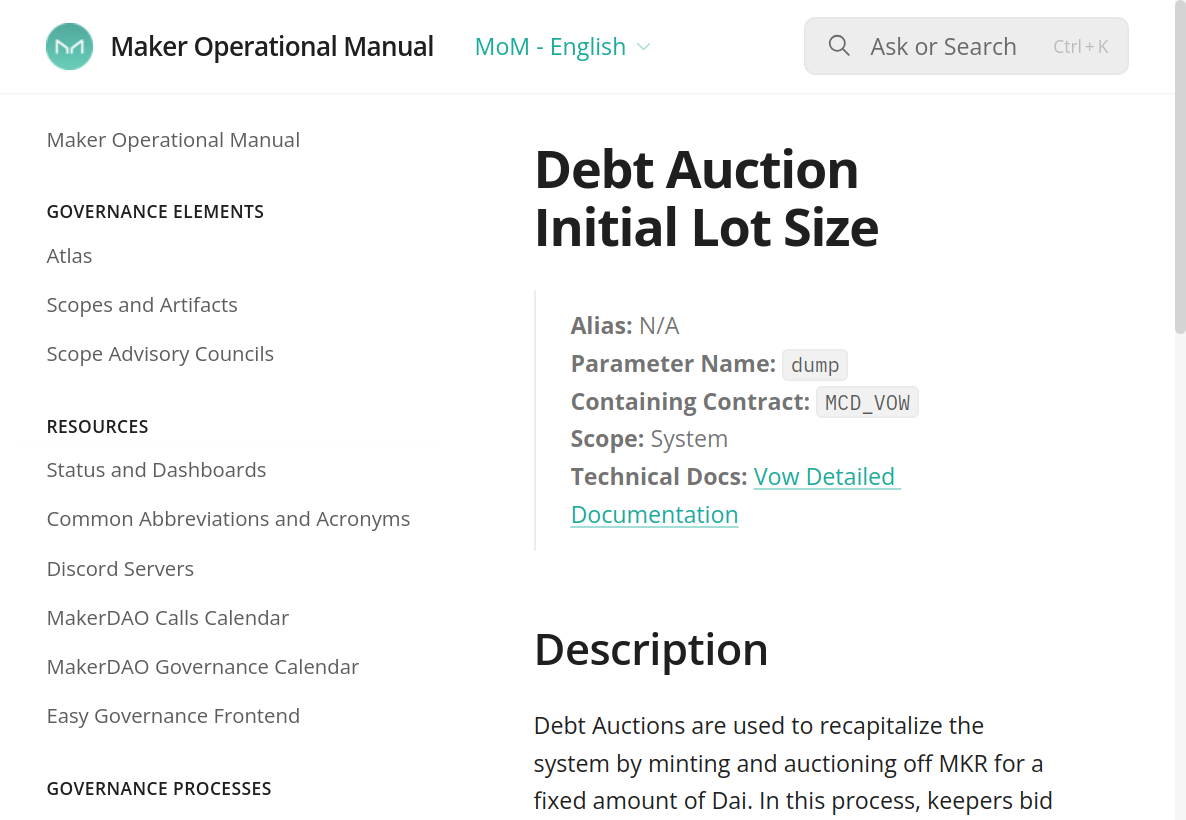 Maker Operational Manual
MoM - English
Ask or Search
Ctrl + K
Maker Operational Manual
GOVERNANCE ELEMENTS
Atlas
Scopes and Artifacts
Scope Advisory Councils
RESOURCES
Status and Dashboards
Common Abbreviations and Acronyms
Discord Servers
MakerDAO Calls Calendar
MakerDAO Governance Calendar
Easy Governance Frontend
GOVERNANCE PROCESSES
Debt Auction
Initial Lot Size
Alias: N/A
Parameter Name: dump
Containing Contract: MCD_VOW
Scope: System
Technical Docs: Vow Detailed
Documentation
Description
Debt Auctions are used to recapitalize the
system by minting and auctioning off MKR for a
fixed amount of Dai. In this process, keepers bid